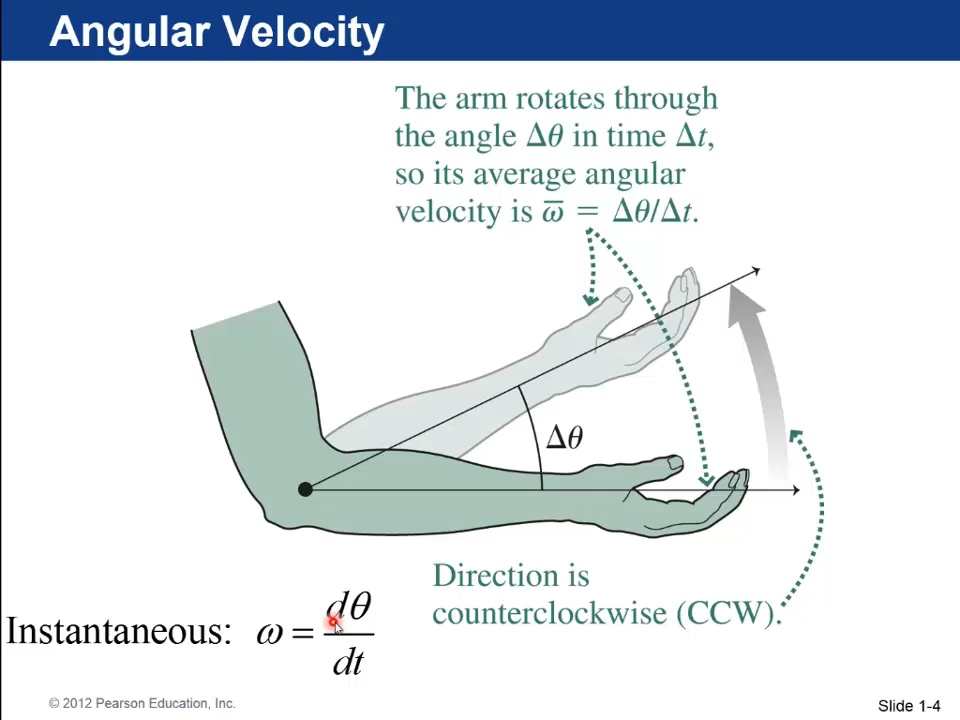 Angular Velocity
The arm rotates through
the angle Δθ in time Δt,
so its average angular
velocity is ω̅ = Δθ/Δt.
Δθ
Direction is
counterclockwise (CCW).
Instantaneous: ω = dθ/dt
© 2012 Pearson Education, Inc.
Slide 1-4